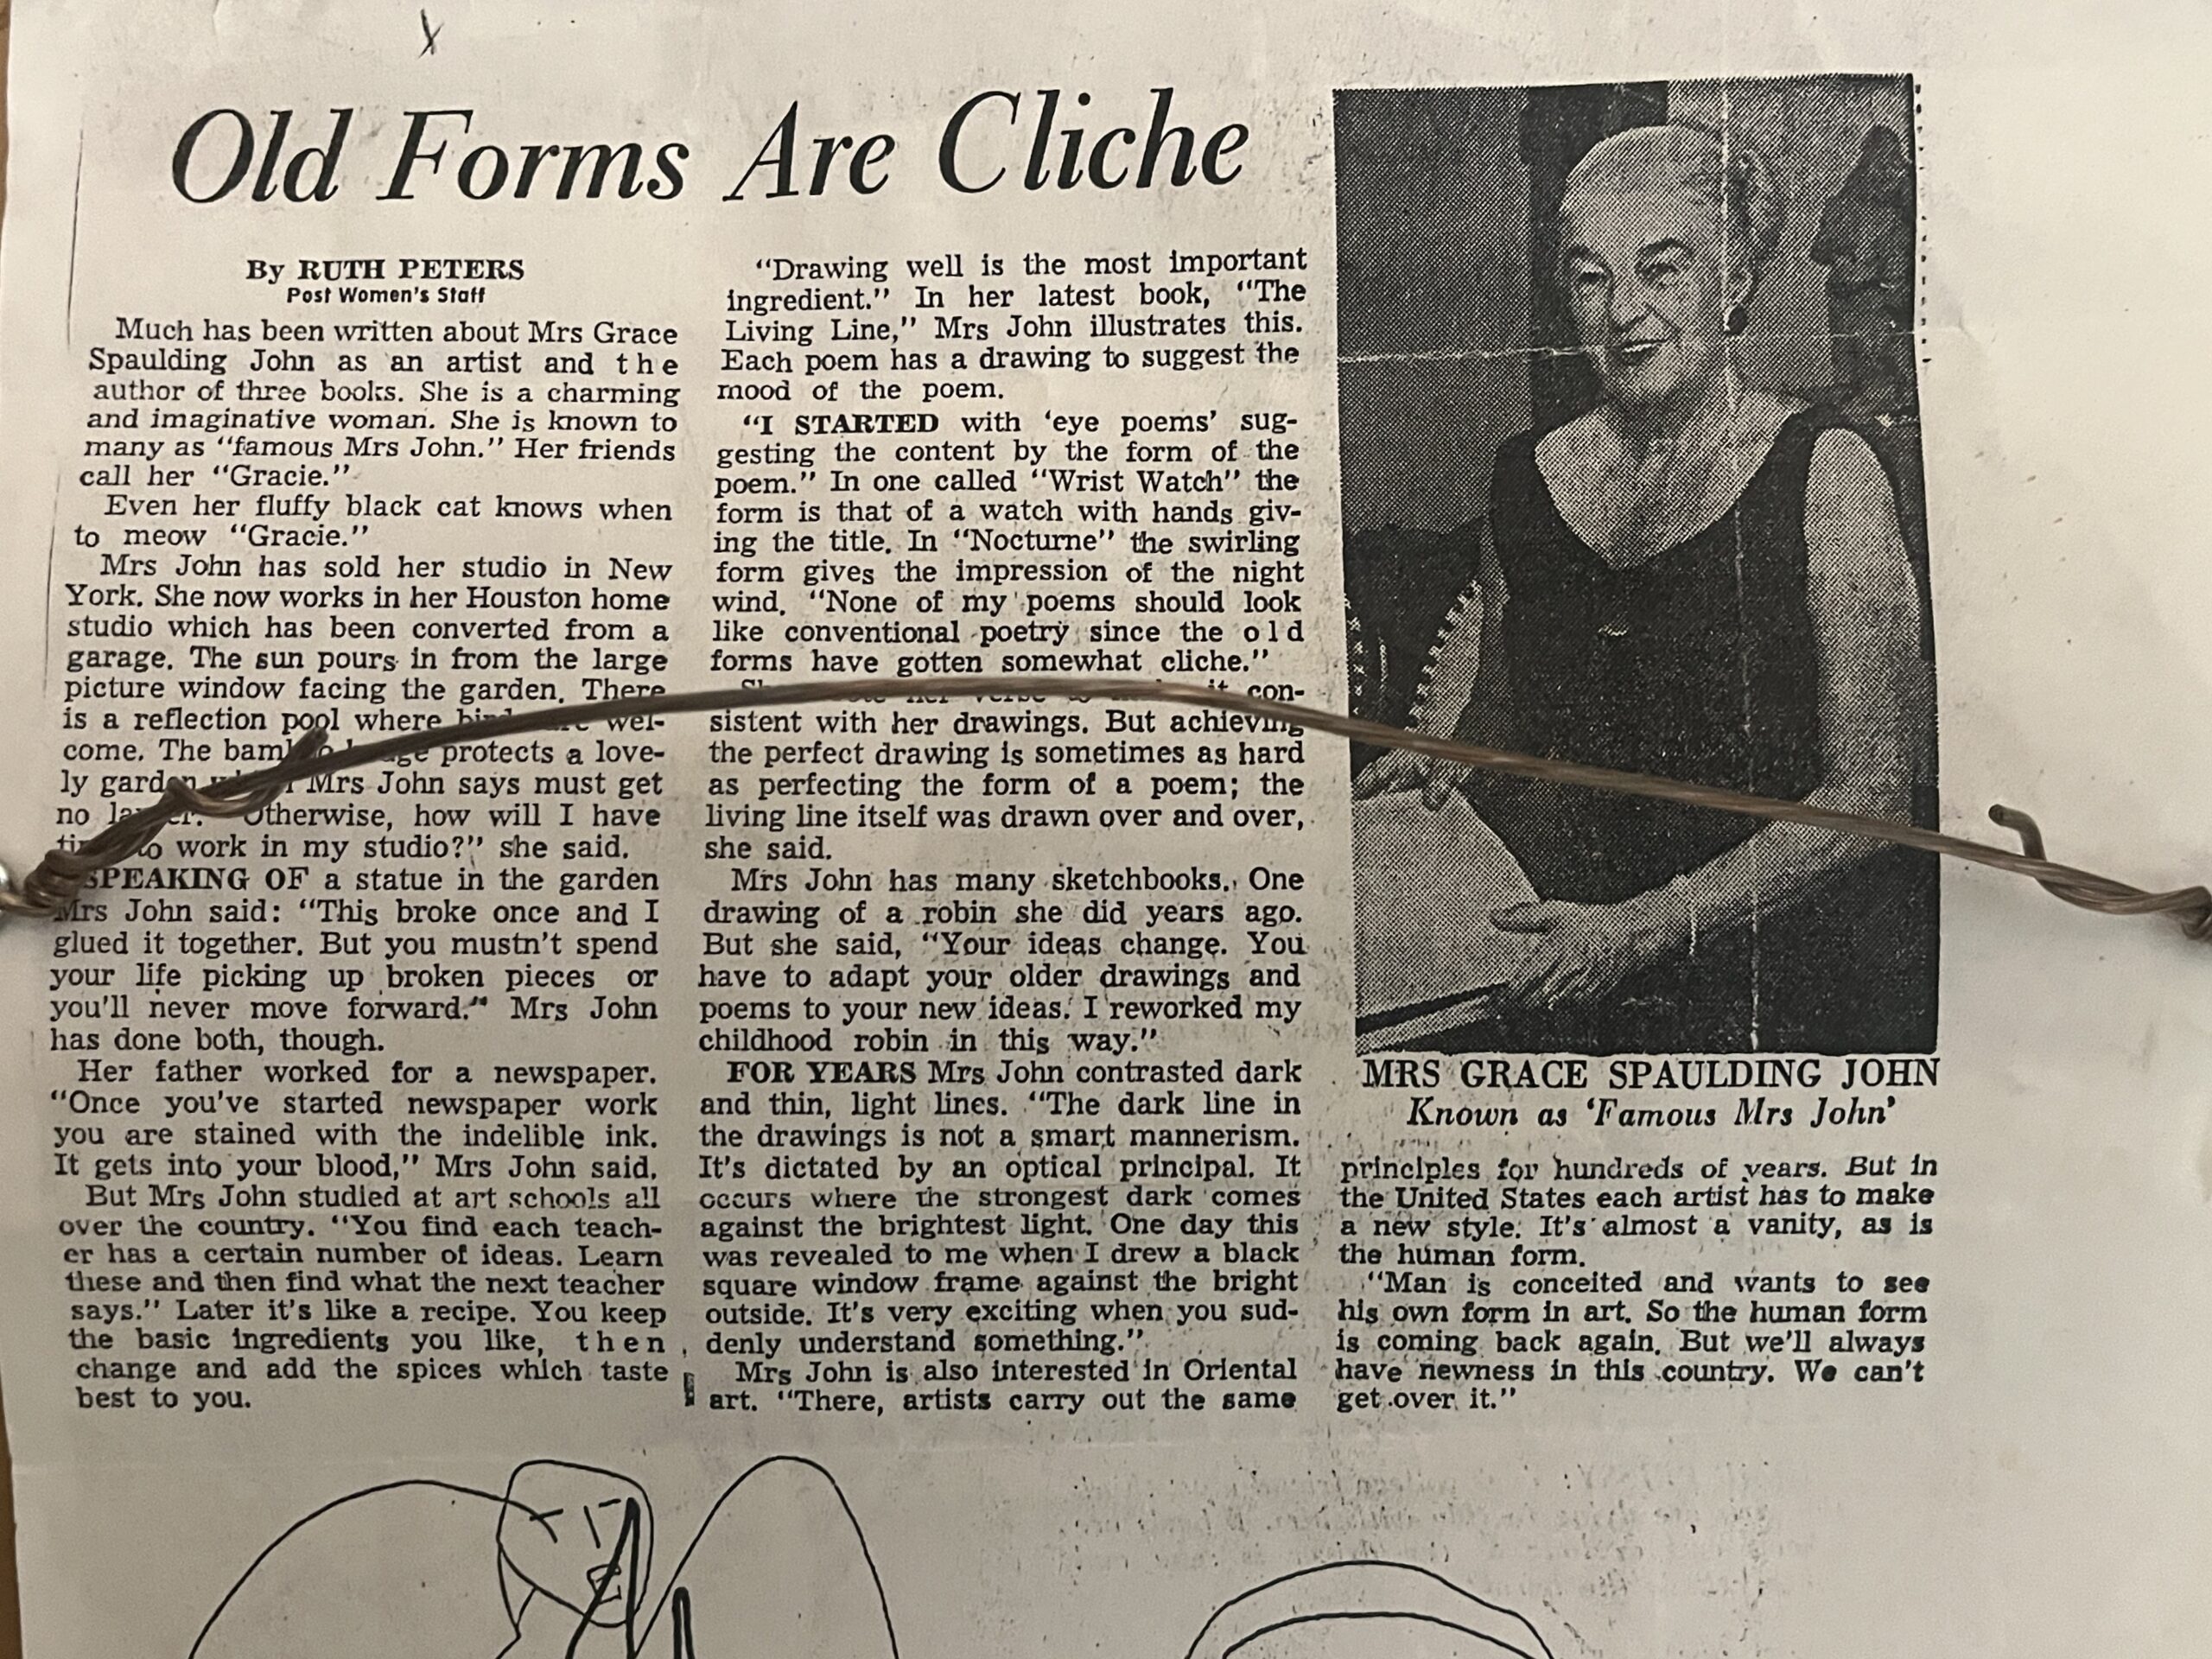 Old Forms Are Cliche
By RUTH PETERS
Post Women's Staff
Much has been written about Mrs Grace
Spaulding John as an artist and the
author of three books. She is a charming
and imaginative woman. She is known to
many as "famous Mrs John." Her friends
call her "Gracie."
Even her fluffy black cat knows when
to meow "Gracie."
Mrs John has sold her studio in New
York. She now works in her Houston home
studio which has been converted from a
garage. The sun pours in from the large
picture window facing the garden. There
is a reflection pool where wel-
come. The protects a love-
ly garden Mrs John says must get
no Otherwise, how will I have
to work in my studio?" she said.
SPEAKING OF a statue in the garden
Mrs John said: "This broke once and I
glued it together. But you mustn't spend
your life picking up broken pieces or
you'll never move forward." Mrs John
has done both, though.
Her father worked for a newspaper.
"Once you've started newspaper work
you are stained with the indelible ink.
It gets into your blood," Mrs John said.
But Mrs John studied at art schools all
over the country. "You find each teach-
er has a certain number of ideas. Learn
these and then find what the next teacher
says." Later it's like a recipe. You keep
the basic ingredients you like, then
change and add the spices which taste
best to you.
"Drawing well is the most important
ingredient." In her latest book, "The
Living Line," Mrs John illustrates this.
Each poem has a drawing to suggest the
mood of the poem.
"I STARTED with 'eye poems' sug-
gesting the content by the form of the
poem." In one called "Wrist Watch" the
form is that of a watch with hands giv-
ing the title. In "Nocturne" the swirling
form gives the impression of the night
wind. "None of my poems should look
like conventional poetry since the old
forms have gotten somewhat cliche."
her verse it con-
sistent with her drawings. But achieving
the perfect drawing is sometimes as hard
as perfecting the form of a poem; the
living line itself was drawn over and over,
she said.
Mrs John has many sketchbooks. One
drawing of a robin she did years ago.
But she said, "Your ideas change. You
have to adapt your older drawings and
poems to your new ideas. I reworked my
childhood robin in this way."
FOR YEARS Mrs John contrasted dark
and thin, light lines. "The dark line in
the drawings is not a smart mannerism.
It's dictated by an optical principal. It
occurs where the strongest dark comes
against the brightest light. One day this
was revealed to me when I drew a black
square window frame against the bright
outside. It's very exciting when you sud-
denly understand something."
Mrs John is also interested in Oriental
art. "There, artists carry out the same
MRS GRACE SPAULDING JOHN
Known as 'Famous Mrs John'
principles for hundreds of years. But in
the United States each artist has to make
a new style. It's almost a vanity, as is
the human form.
"Man is conceited and wants to see
his own form in art. So the human form
is coming back again. But we'll always
have newness in this country. We can't
get over it."